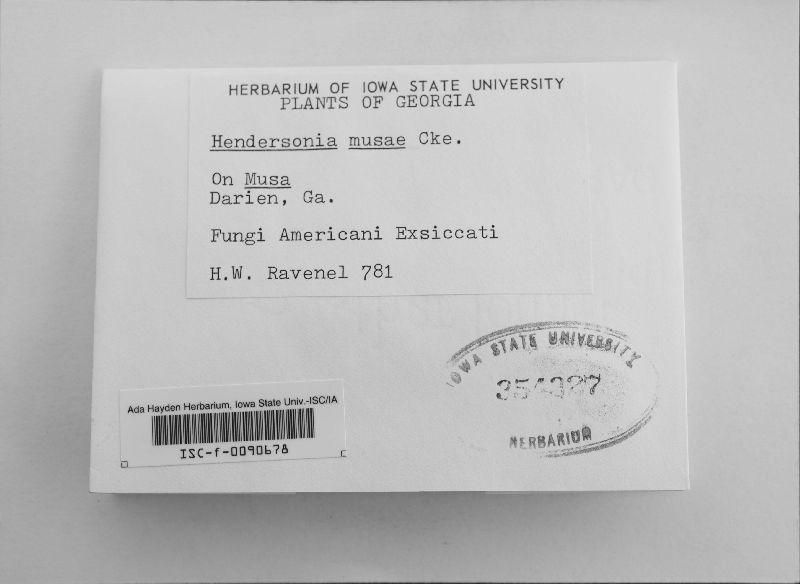 HERBARIUM OF IOWA STATE UNIVERSITY
PLANTS OF GEORGIA
Hendersonia musae Cke.
On Musa
Darien, Ga.
Fungi Americani Exsiccati
H.W. Ravenel 781
IOWA STATE UNIVERSITY
HERBARIUM
Ada Hayden Herbarium, Iowa State Univ.-ISC/IA
ISC-f-0090678